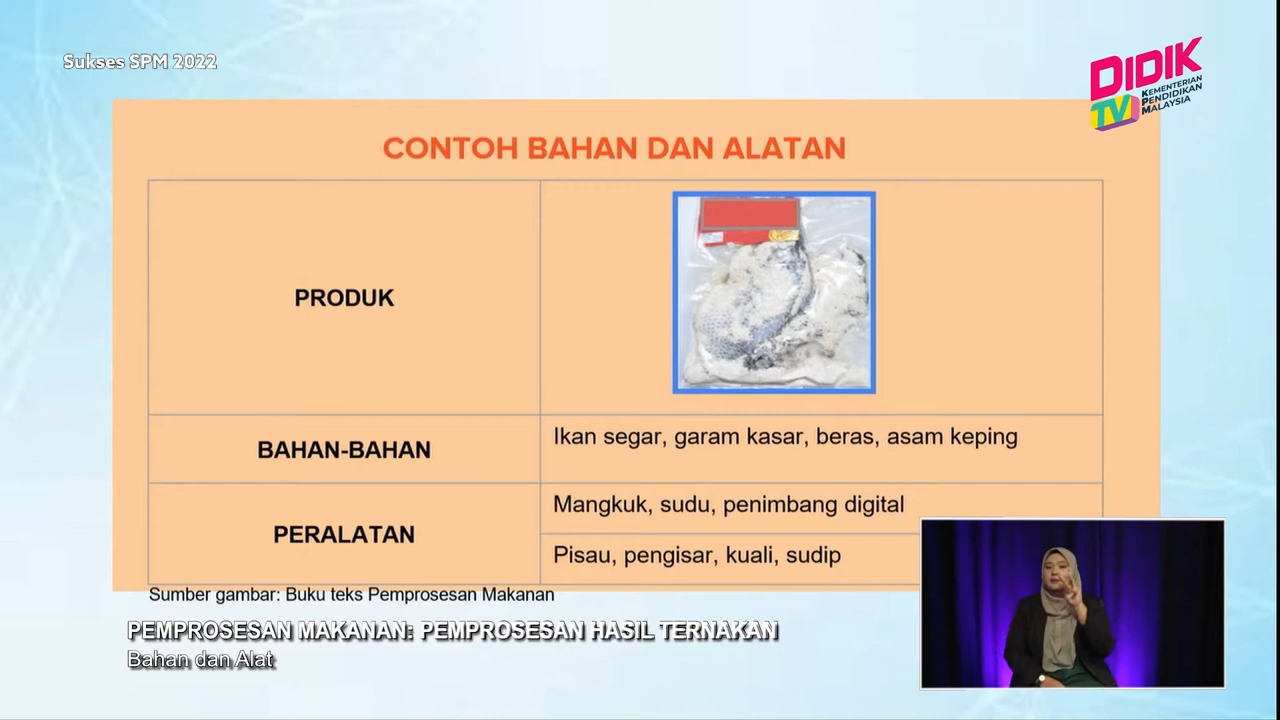 Sukses SPM 2022
DIDIK
TV
KEMENTERIAN
PENDIDIKAN
MALAYSIA
CONTOH BAHAN DAN ALATAN
PRODUK
BAHAN-BAHAN
Ikan segar, garam kasar, beras, asam keping
PERALATAN
Mangkuk, sudu, penimbang digital
Pisau, pengisar, kuali, sudip
Sumber gambar: Buku teks Pemprosesan Makanan
PEMPROSESAN MAKANAN: PEMPROSESAN HASIL TERNAKAN
Bahan dan Alat